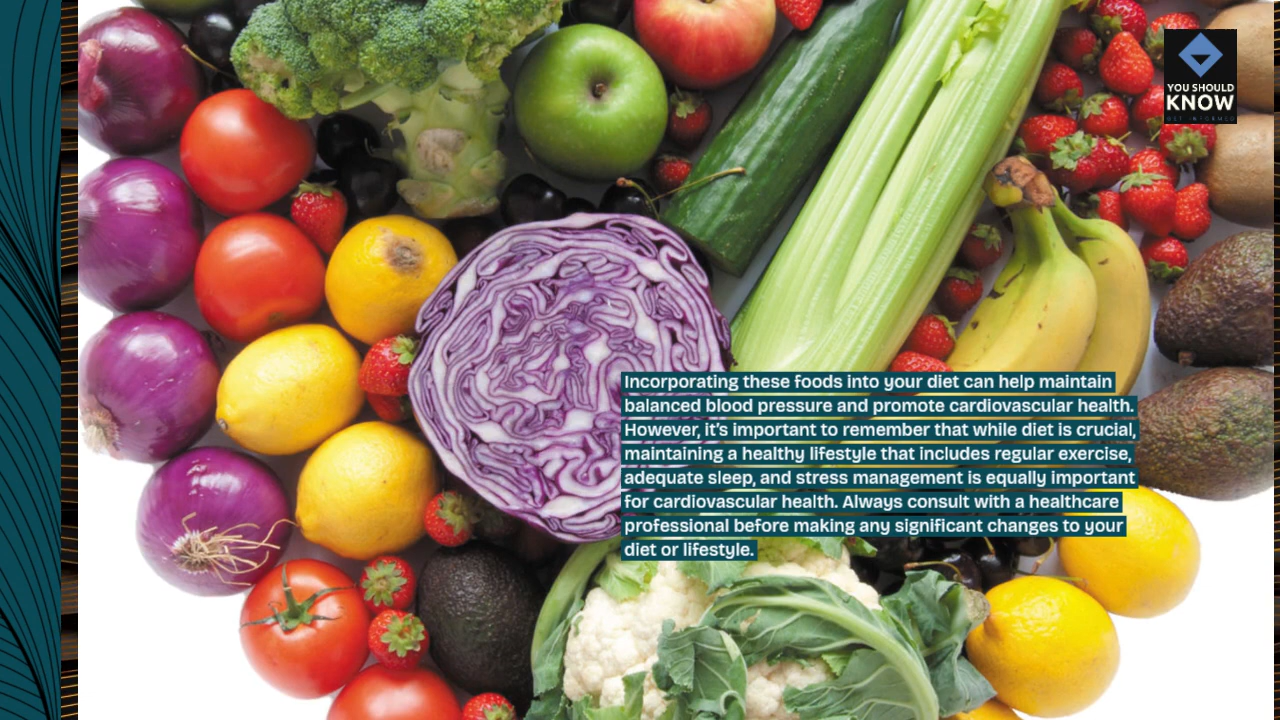 YOU SHOULD
KNOW
GET INFORMED
Incorporating these foods into your diet can help maintain
balanced blood pressure and promote cardiovascular health.
However, it's important to remember that while diet is crucial,
maintaining a healthy lifestyle that includes regular exercise,
adequate sleep, and stress management is equally important
for cardiovascular health. Always consult with a healthcare
professional before making any significant changes to your
diet or lifestyle.